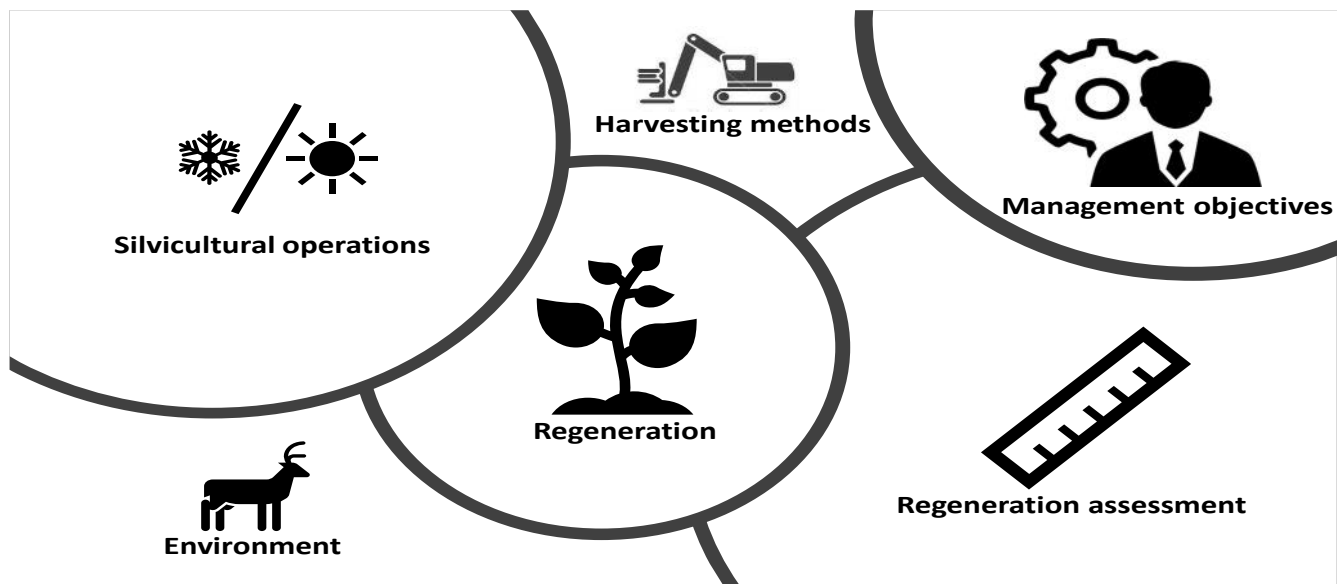 Harvesting methods
Management objectives
Silvicultural operations
Regeneration
Regeneration assessment
Environment